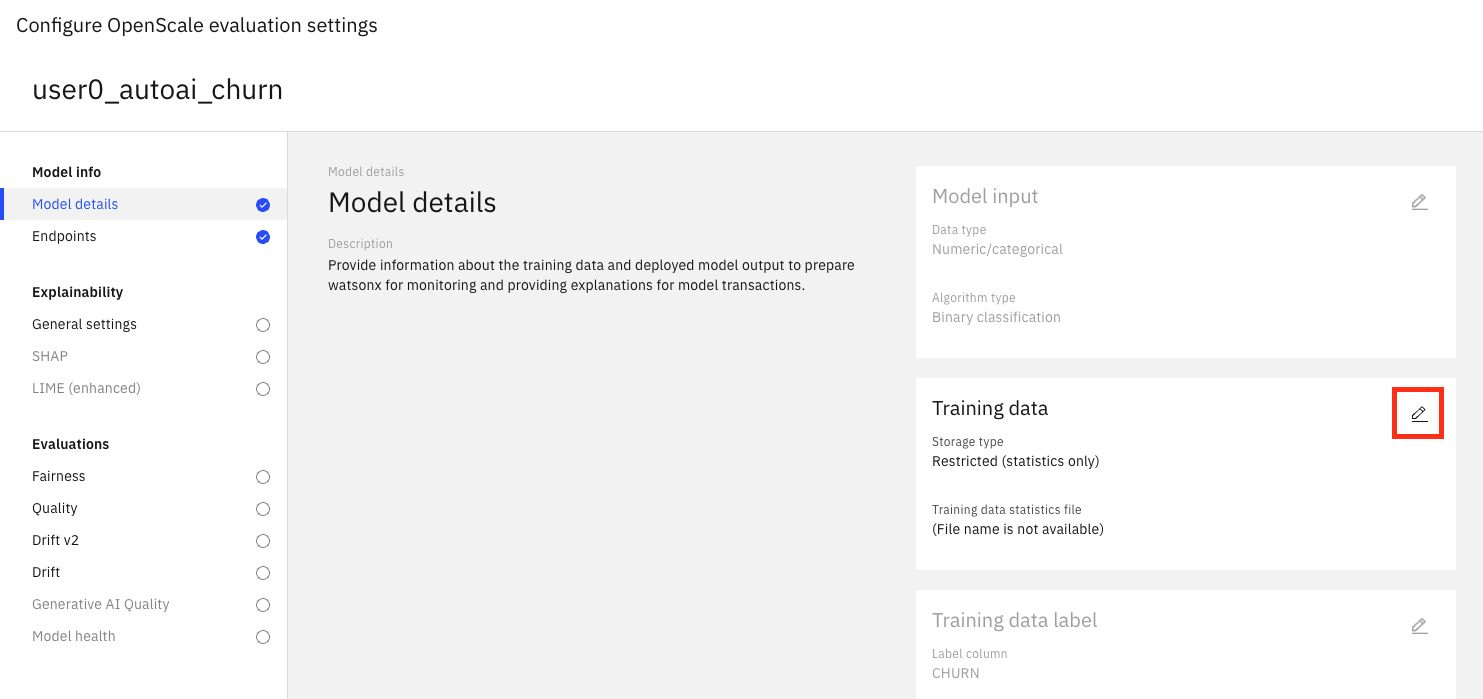 Configure OpenScale evaluation settings
user0_autoai_churn
Model info
Model details
Endpoints
Explainability
General settings
SHAP
LIME (enhanced)
Evaluations
Fairness
Quality
Drift v2
Drift
Generative AI Quality
Model health
Model details
Model details
Description
Provide information about the training data and deployed model output to prepare
watsonx for monitoring and providing explanations for model transactions.
Model input
Data type
Numeric/categorical
Algorithm type
Binary classification
Training data
Storage type
Restricted (statistics only)
Training data statistics file
(File name is not available)
Training data label
Label column
CHURN